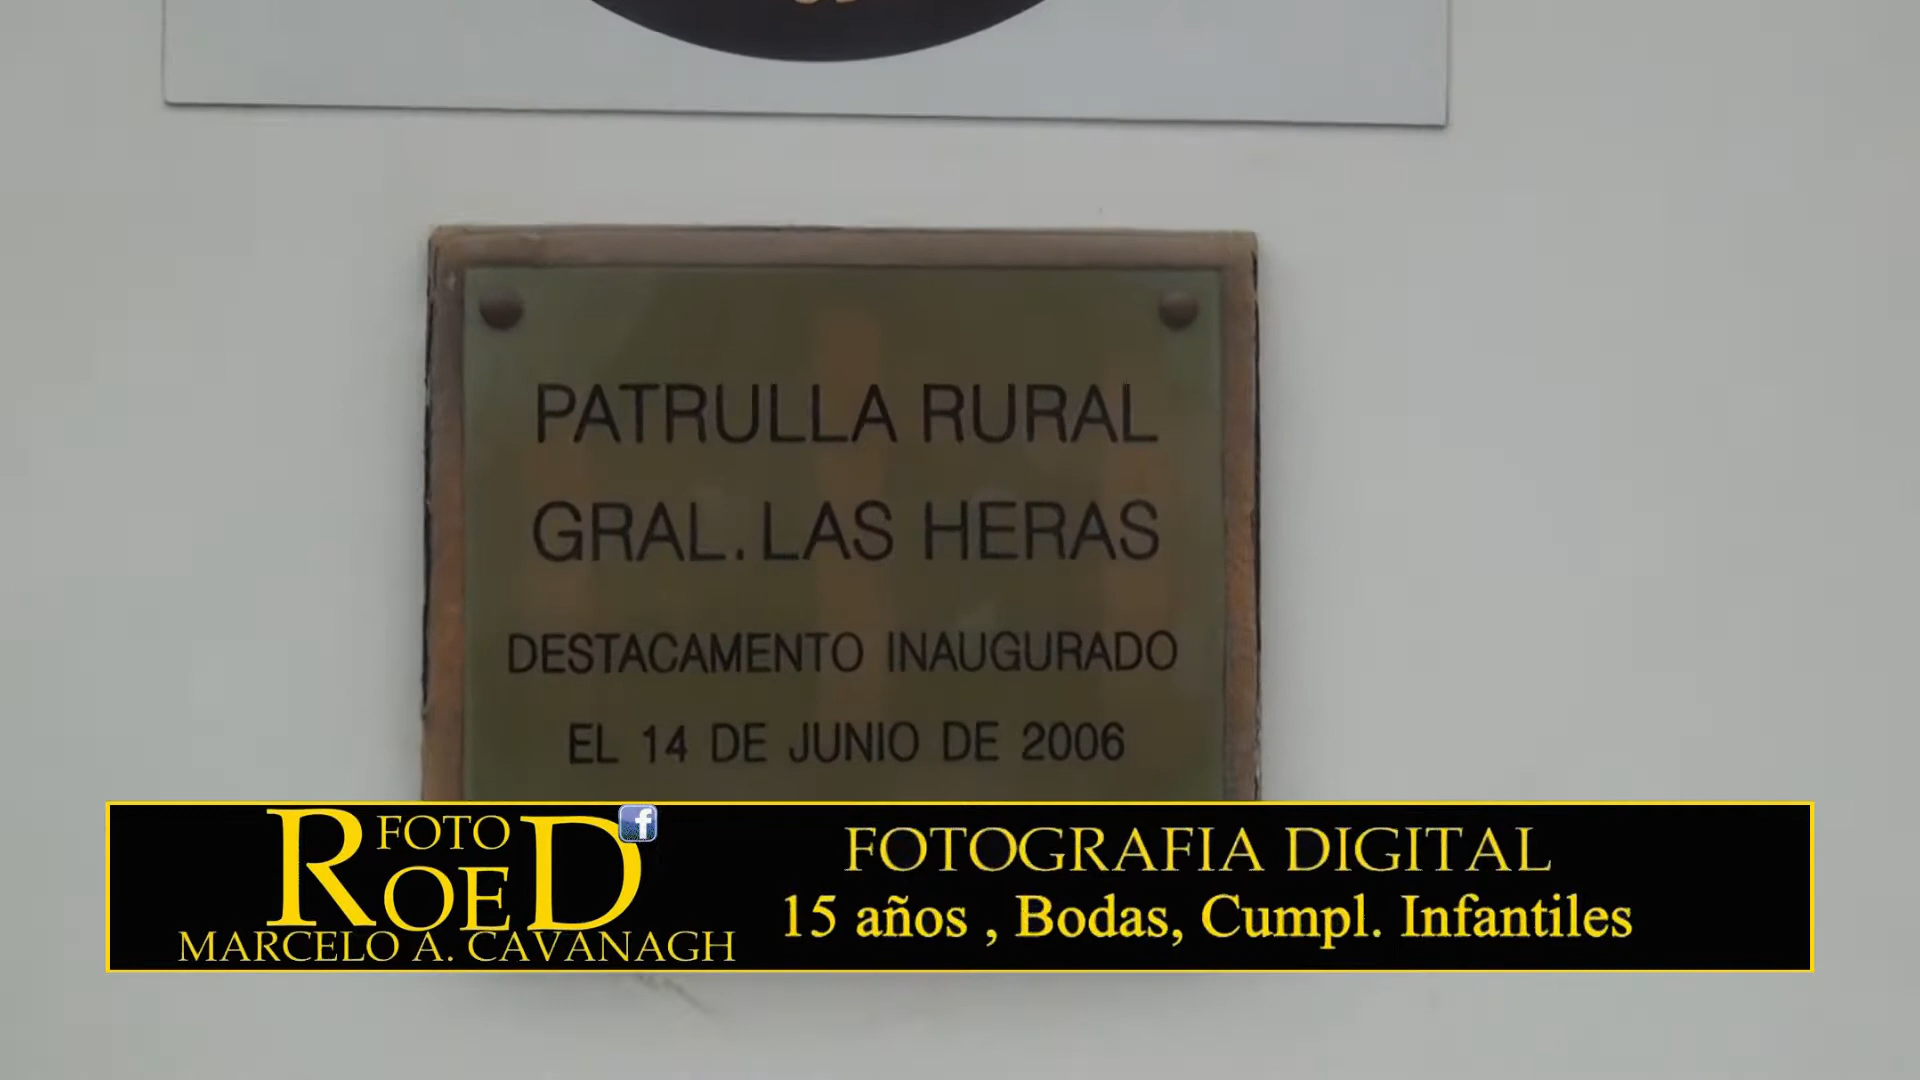 PATRULLA RURAL
GRAL. LAS HERAS
DESTACAMENTO INAUGURADO
EL 14 DE JUNIO DE 2006
FOTO
ROED
MARCELO A. CAVANAGH
FOTOGRAFIA DIGITAL
15 años , Bodas, Cumpl. Infantiles